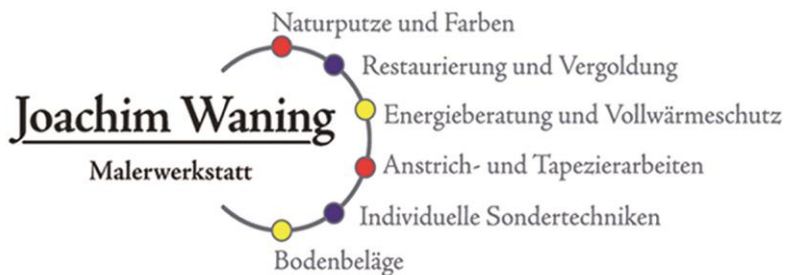 Naturputze und Farben
Restaurierung und Vergoldung
Joachim Waning
Energieberatung und Vollwärmeschutz
Malerwerkstatt
Anstrich- und Tapezierarbeiten
Individuelle Sondertechniken
Bodenbeläge